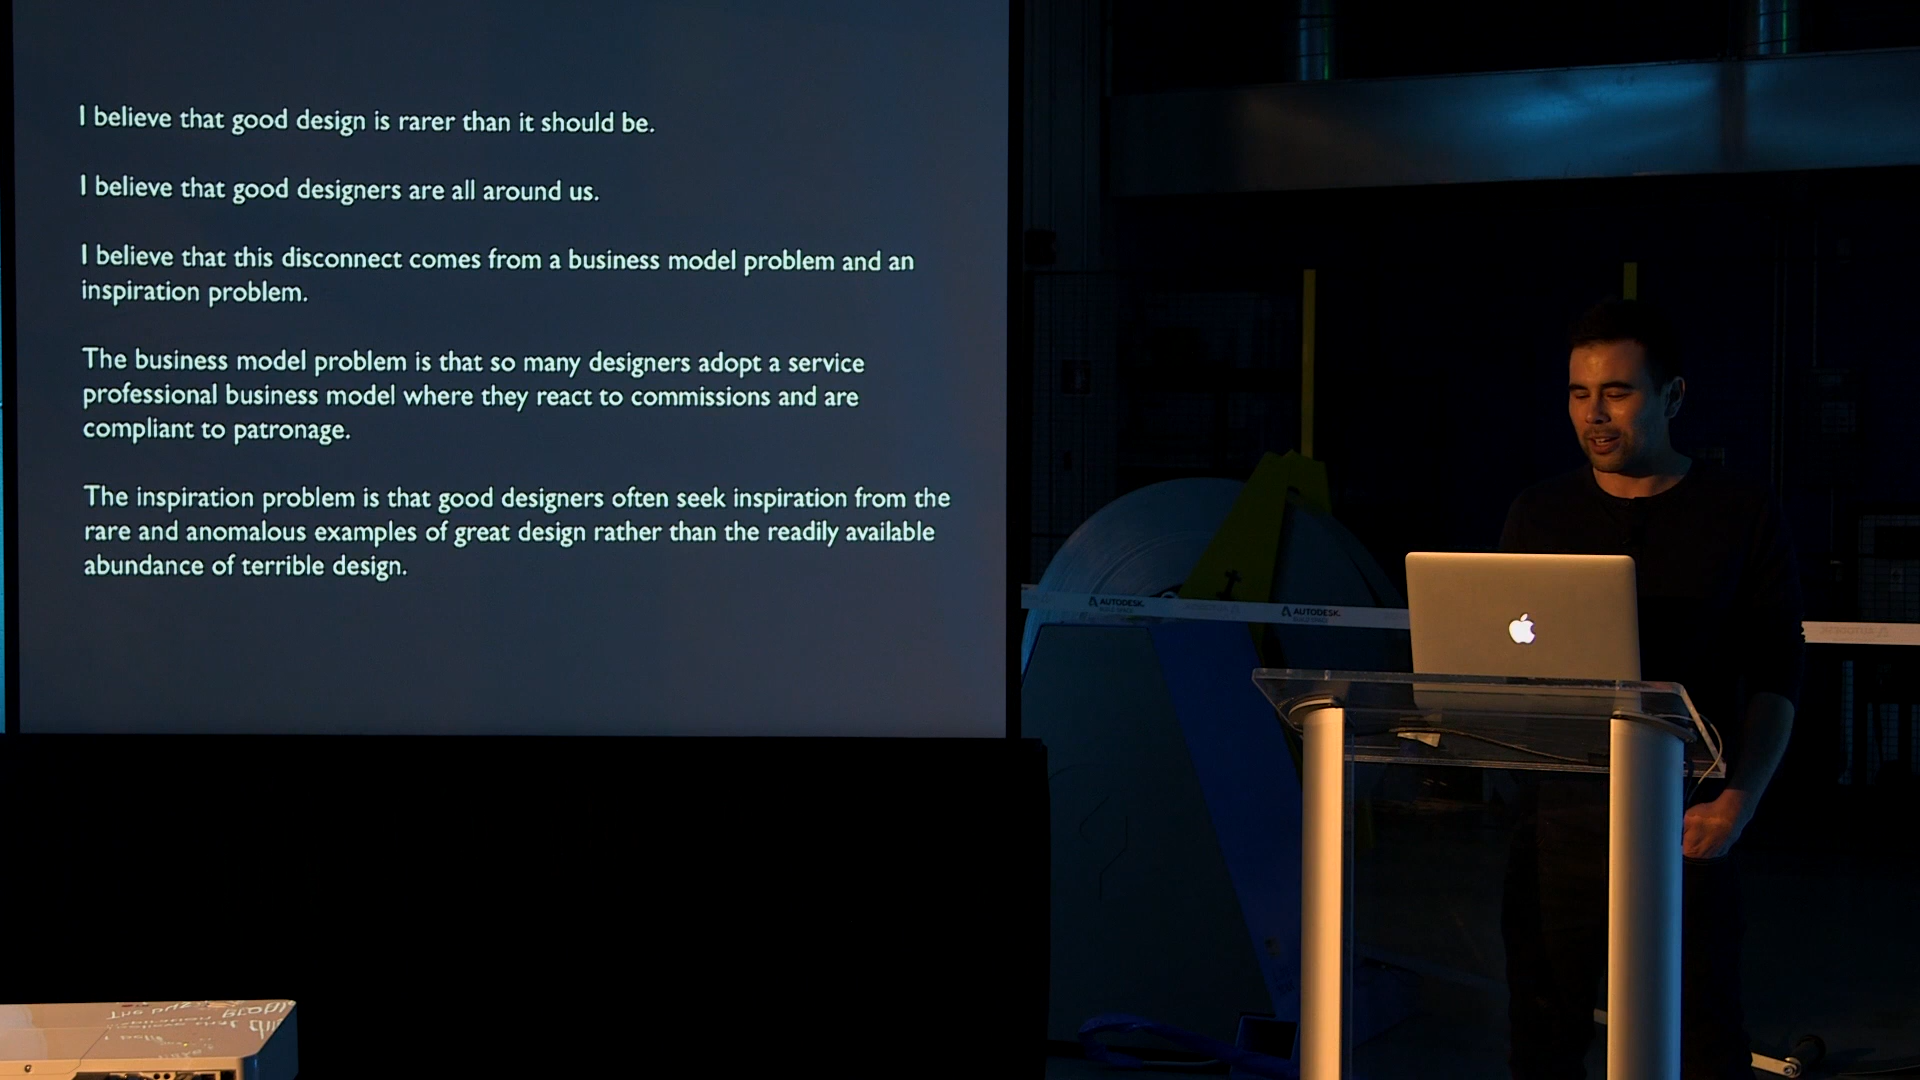 I believe that good design is rarer than it should be.
I believe that good designers are all around us.
I believe that this disconnect comes from a business model problem and an
inspiration problem.
The business model problem is that so many designers adopt a service
professional business model where they react to commissions and are
compliant to patronage.
The inspiration problem is that good designers often seek inspiration from the
rare and anomalous examples of great design rather than the readily available
abundance of terrible design.
AUTODESK.
AUTODESK.